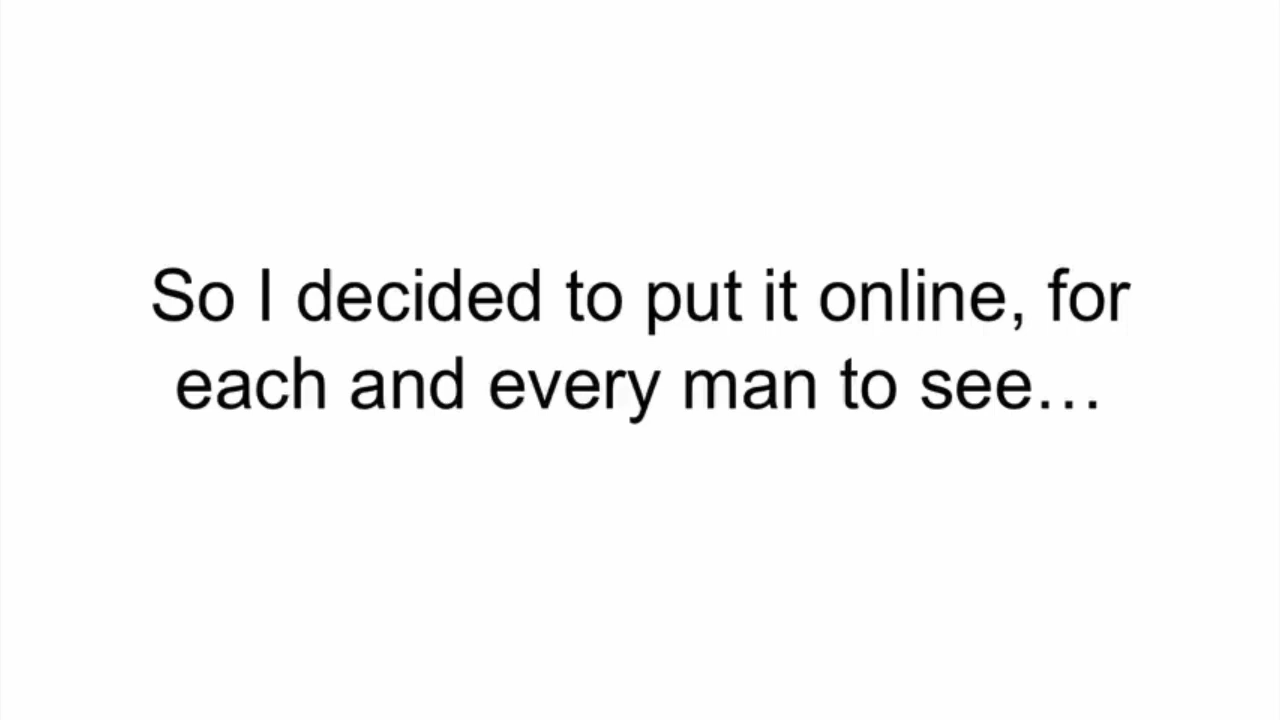 So I decided to put it online, for
each and every man to see…